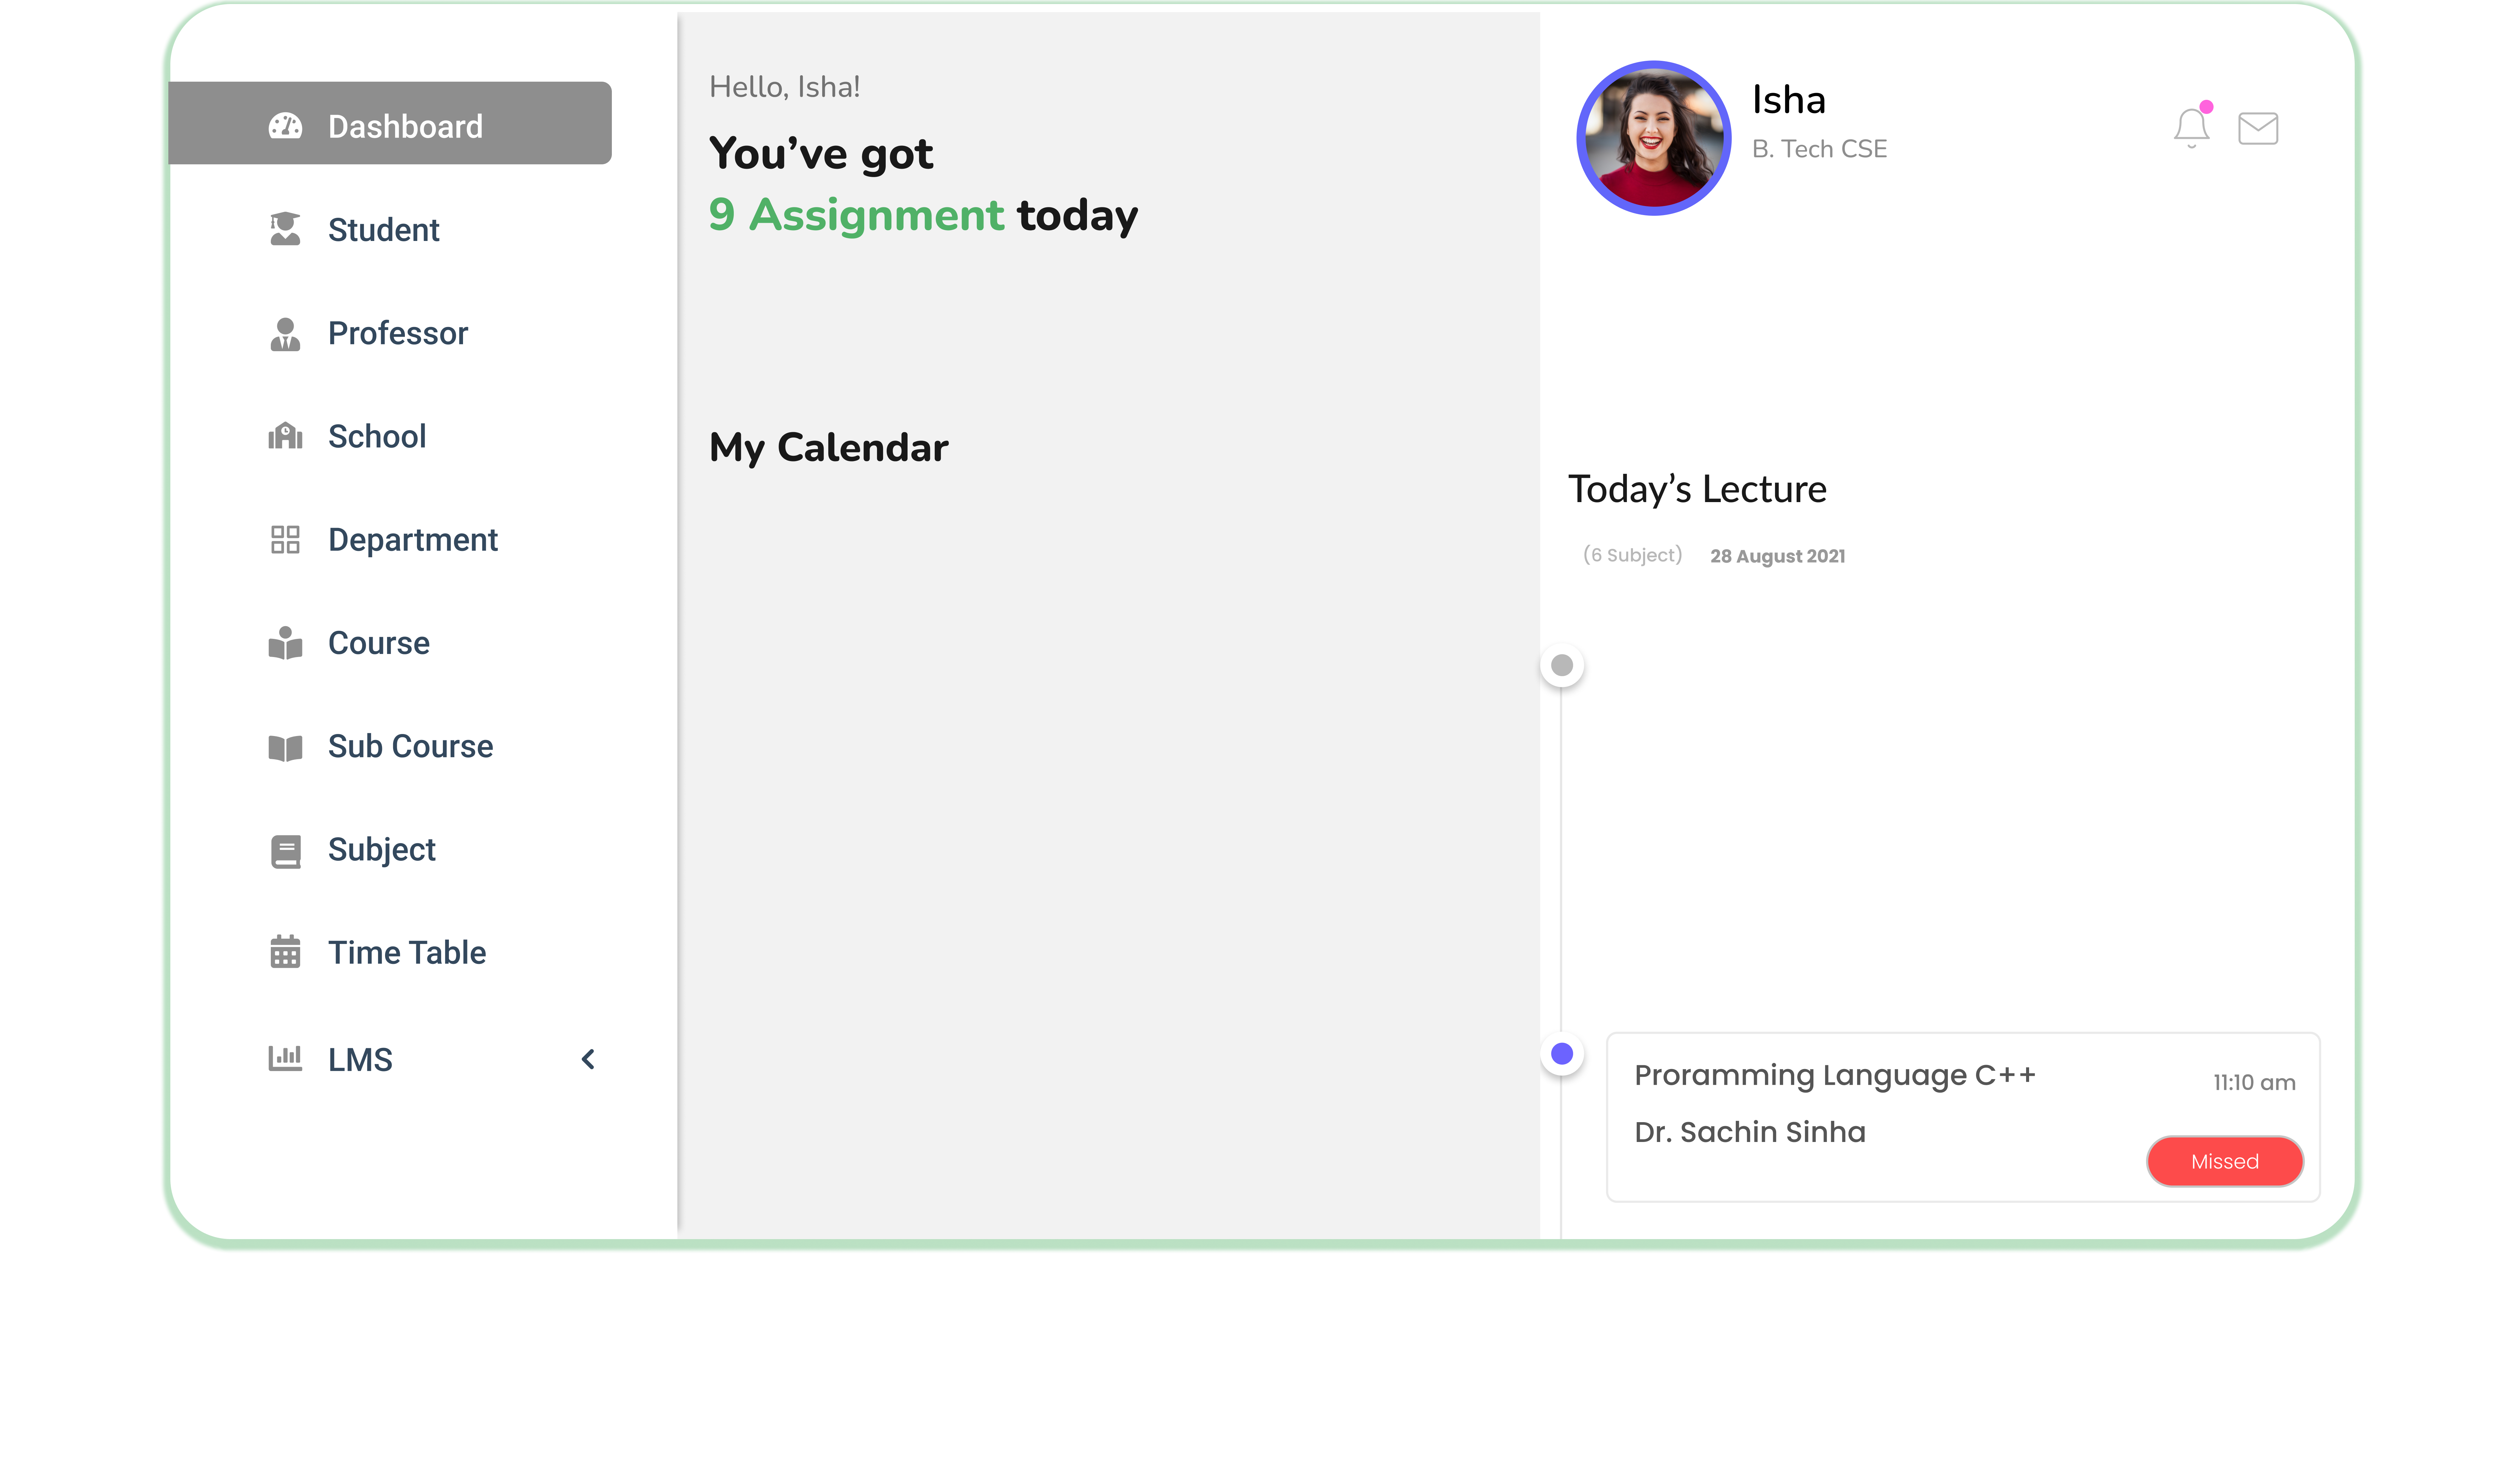 Dashboard
Student
Professor
School
Department
Course
Sub Course
Subject
Time Table
LMS
Hello, Isha!
You’ve got
9 Assignment today
My Calendar
Isha
B. Tech CSE
Today’s Lecture
(6 Subject) 28 August 2021
Proramming Language C++
11:10 am
Dr. Sachin Sinha
Missed